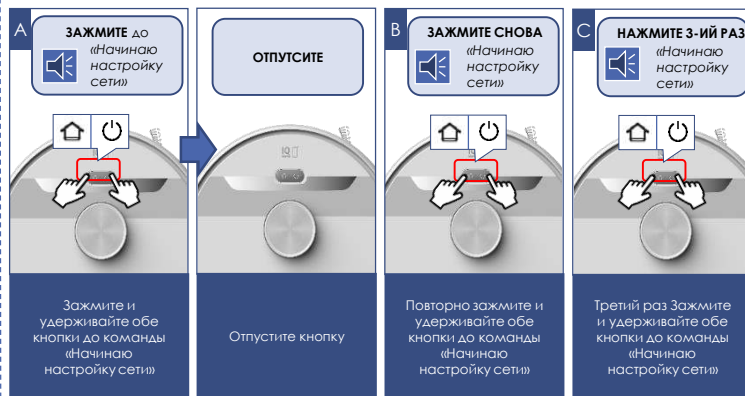 A
ЗАЖМИТЕ до
«Начинаю
настройку
сети»
Зажмите и
удерживайте обе
кнопки до команды
«Начинаю
настройку сети»
ОТПУТСИТЕ
Отпустите кнопку
B
ЗАЖМИТЕ СНОВА
«Начинаю
настройку
сети»
Повторно зажмите и
удерживайте обе
кнопки до команды
«Начинаю
настройку сети»
C
НАЖМИТЕ 3-ИЙ РАЗ
«Начинаю
настройку
сети»
Третий раз Зажмите
и удерживайте обе
кнопки до команды
«Начинаю
настройку сети»